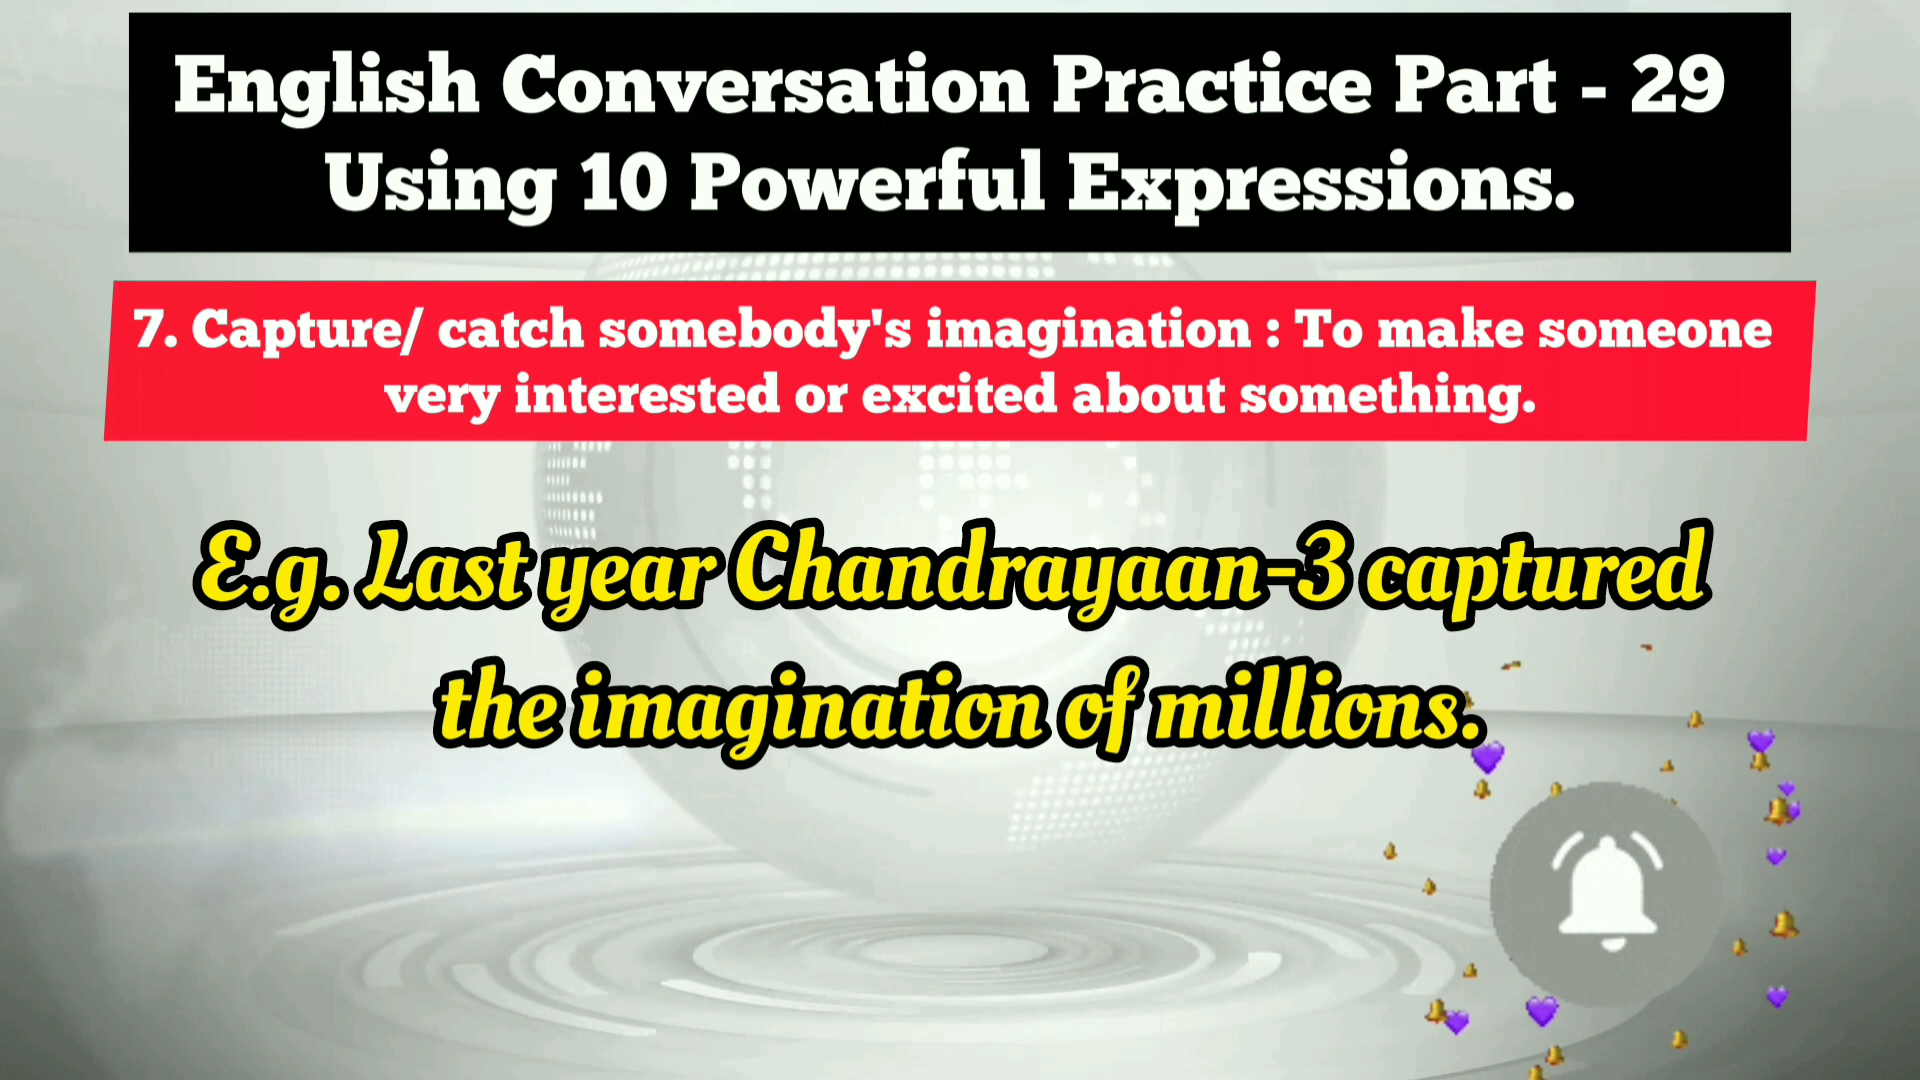 English Conversation Practice Part - 29
Using 10 Powerful Expressions.
7. Capture/ catch somebody's imagination : To make someone
very interested or excited about something.
E.g. Last year Chandrayaan-3 captured
the imagination of millions.